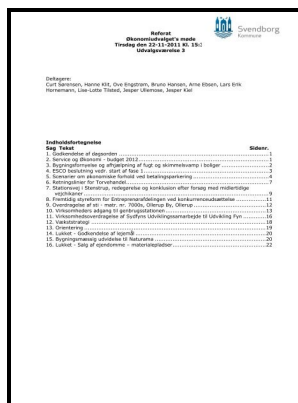 Svendborg
Kommune
Referat
Økonomiudvalget's møde
Tirsdag den 22-11-2011 Kl. 15:
Udvalgsværelse 3
Deltagere:
Curt Sørensen, Hanne Klit, Ove Engstrøm, Bruno Hansen, Arne Ebsen, Lars Erik
Hornemann, Lise-Lotte Tilsted, Jesper Ullemose, Jesper Kiel
Indholdsfortegnelse
Sag Tekst Sidenr.
1. Godkendelse af dagsorden 1
2. Service og Økonomi - budget 2012 1
3. Bygningsfornyelse og afhjælpning af fugt og skimmelsvamp i boliger 2
4. ESCO beslutning vedr. start af fase 1 3
5. Scenarier om økonomiske forhold ved betalingsparkering 4
6. Retningslinier for Torvehandel 7
7. Stationsvej i Stenstrup, redegørelse og konklusion efter forsøg med midlertidige
vejchikaner 9
8. Fremtidig styreform for Entreprenørafdelingen ved konkurrenceudsættelse 11
9. Overdragelse af sti - matr. nr. 7000s, Ollerup By, Ollerup 12
10. Virksomheders adgang til genbrugsstationen 13
11. Virksomhedsoverdragelse af Sydfyns Udviklingssamarbejde til Udvikling Fyn 16
12. Vækststrategi 18
13. Orientering 19
14. Lukket - Godkendelse af lejemål 20
15. Bygningsmæssig udvidelse til Naturama 20
16. Lukket - Salg af ejendomme – materielpladser 22